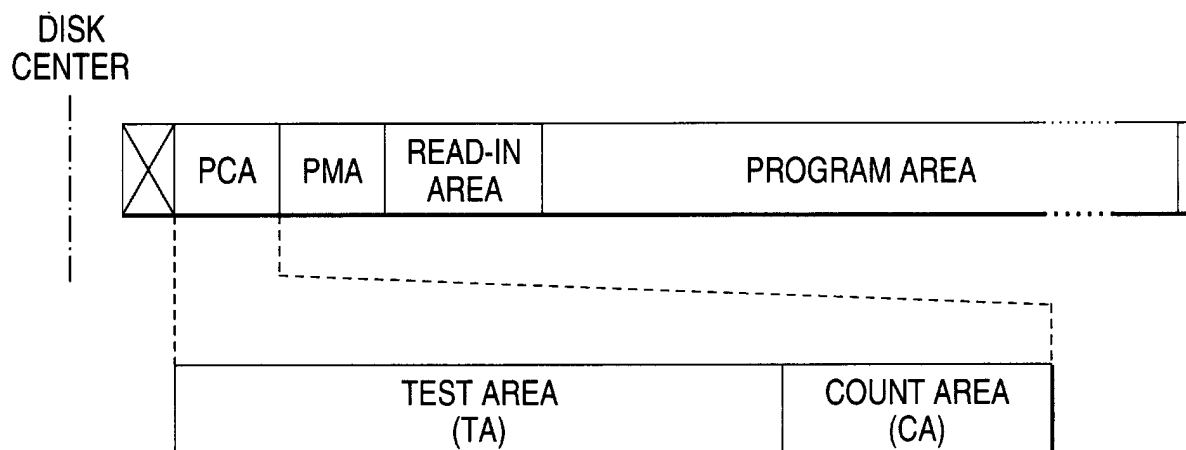 DISK
CENTER
PCA
PMA
READ-IN
AREA
PROGRAM AREA
TEST AREA
(TA)
COUNT AREA
(CA)